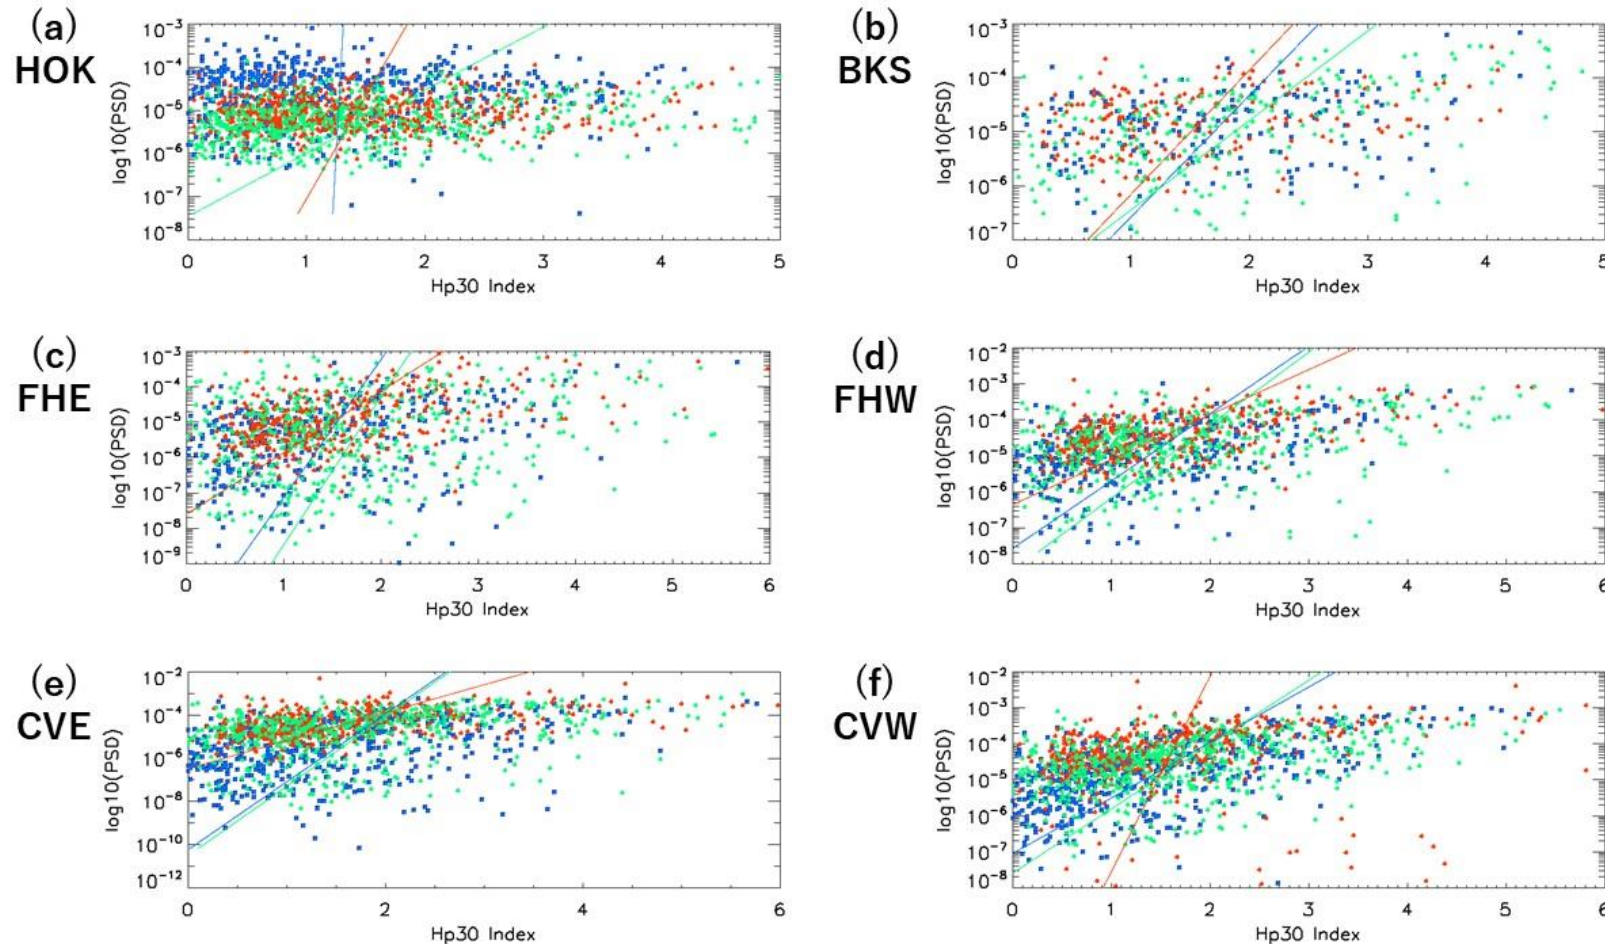 (a)
HOK
log10(PSD)
10-3
10-4
10-5
10-6
10-7
10-8
0 1 2 3 4 5
Hp30 Index
(b)
BKS
log10(PSD)
10-3
10-4
10-5
10-6
10-7
0 1 2 3 4 5
Hp30 Index
(c)
FHE
log10(PSD)
10-3
10-4
10-5
10-6
10-7
10-8
10-9
0 1 2 3 4 5 6
Hp30 Index
(d)
FHW
log10(PSD)
10-2
10-3
10-4
10-5
10-6
10-7
10-8
0 1 2 3 4 5 6
Hp30 Index
(e)
CVE
log10(PSD)
10-2
10-4
10-6
10-8
10-10
10-12
0 2 4 6
Hp30 Index
(f)
CVW
log10(PSD)
10-2
10-3
10-4
10-5
10-6
10-7
10-8
0 1 2 3 4 5 6
Hp30 Index